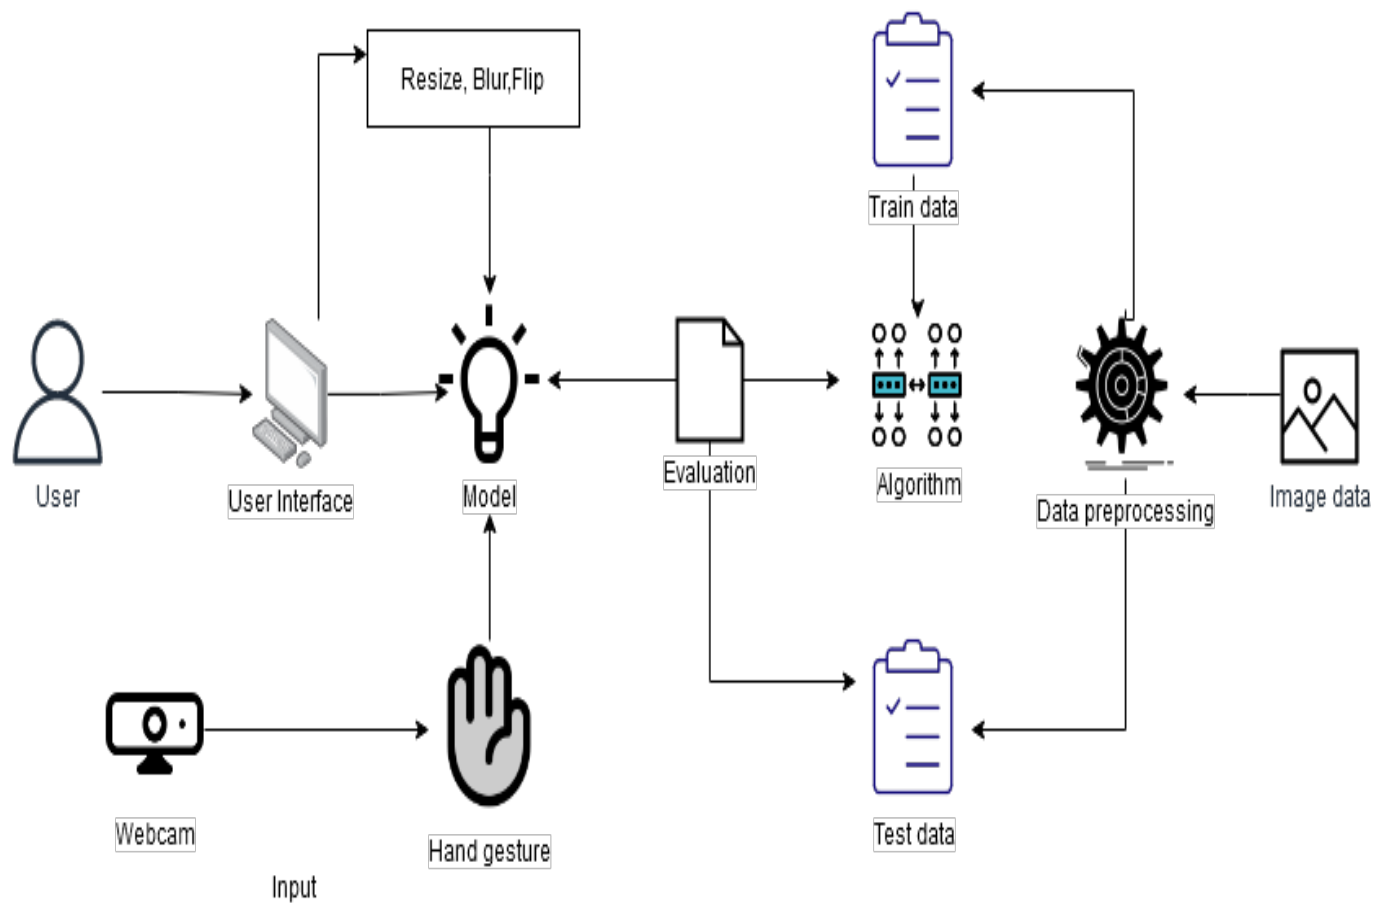 Resize, Blur,Flip
Train data
User
User Interface
Model
Evaluation
Algorithm
Data preprocessing
Image data
Webcam
Hand gesture
Test data
Input